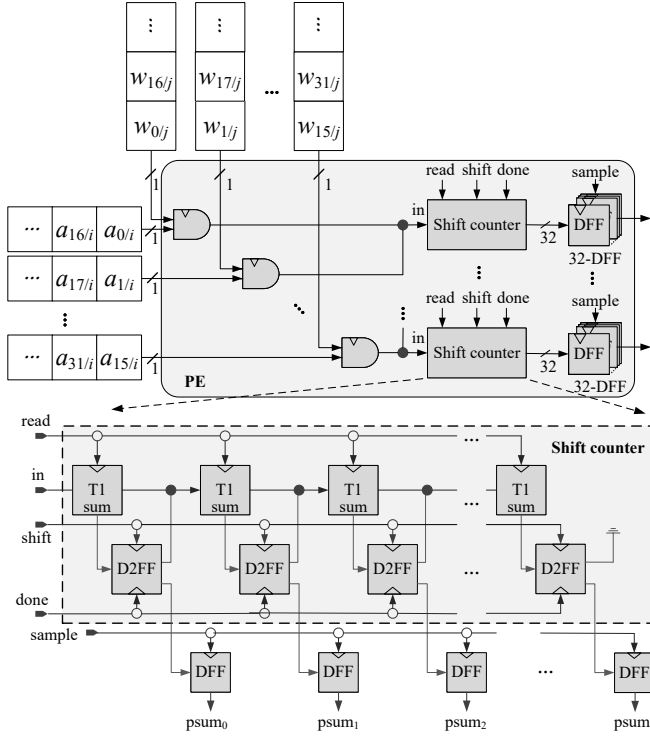 ⋮ ⋮ ⋮
w16/j w17/j ... w31/j
w0/j w1/j w15/j
1 1 1
read shift done sample
... a16/i a0/i 1 in Shift counter 32 DFF
32-DFF
... a17/i a1/i 1
⋮ ⋮ ⋮
read shift done sample
... a31/i a15/i 1 in Shift counter 32 DFF
PE 32-DFF
read
... Shift counter
in T1 sum T1 sum T1 sum ... T1 sum
shift
D2FF D2FF D2FF ... D2FF
done
sample
DFF DFF DFF ... DFF
psum0 psum1 psum2 psum